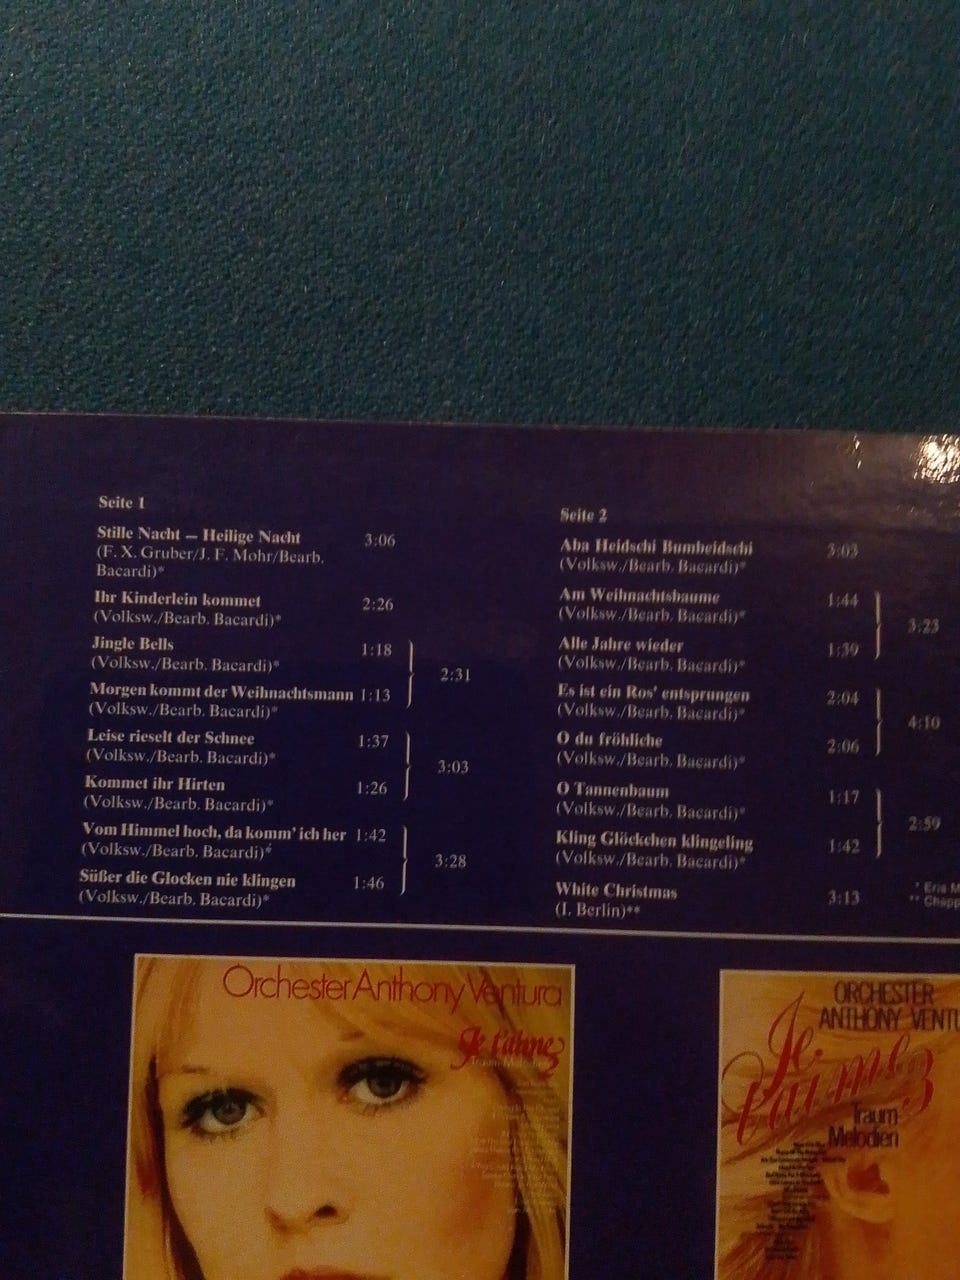 Seite 1
Stille Nacht — Heilige Nacht 3:06
(F. X. Gruber/J. F. Mohr/Bearb.
Bacardi)*
Ihr Kinderlein kommet 2:26
(Volksw./Bearb. Bacardi)*
Jingle Bells 1:18
(Volksw./Bearb. Bacardi)*
2:31
Morgen kommt der Weihnachtsmann 1:13
(Volksw./Bearb. Bacardi)*
Leise rieselt der Schnee 1:37
(Volksw./Bearb. Bacardi)*
3:03
Kommet ihr Hirten 1:26
(Volksw./Bearb. Bacardi)*
Vom Himmel hoch, da komm' ich her 1:42
(Volksw./Bearb. Bacardi)*
3:28
Süßer die Glocken nie klingen 1:46
(Volksw./Bearb. Bacardi)*
Seite 2
Aba Heidschi Bumbeidschi 3:03
(Volksw./Bearb. Bacardi)*
Am Weihnachtsbaume 1:44
(Volksw./Bearb. Bacardi)*
3:23
Alle Jahre wieder 1:39
(Volksw./Bearb. Bacardi)*
Es ist ein Ros' entsprungen 2:04
(Volksw./Bearb. Bacardi)*
4:10
O du fröhliche 2:06
(Volksw./Bearb. Bacardi)*
O Tannenbaum 1:17
(Volksw./Bearb. Bacardi)*
2:59
Kling Glöckchen klingeling 1:42
(Volksw./Bearb. Bacardi)*
White Christmas 3:13
(I. Berlin)**
* Eris M
** Chapp
Orchester Anthony Ventura
Je t'aime
ORCHESTER
ANTHONY VENTU
Je
t'aime
Traum
Melodien